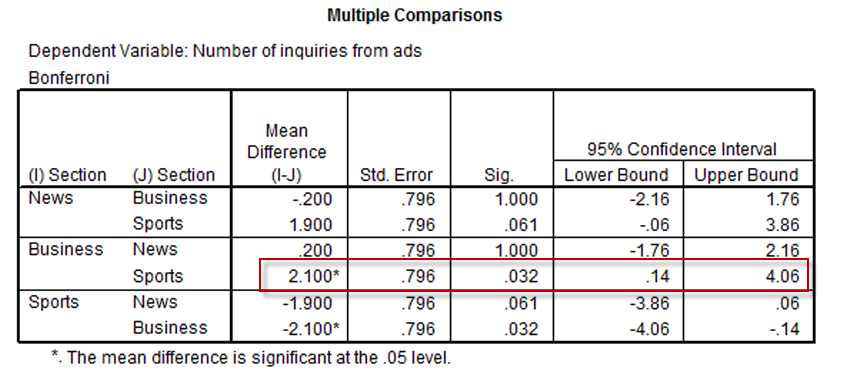 Multiple Comparisons
Dependent Variable: Number of inquiries from ads
Bonferroni
(I) Section (J) Section Mean Difference (I-J) Std. Error Sig. 95% Confidence Interval
Lower Bound Upper Bound
News Business -.200 .796 1.000 -2.16 1.76
Sports 1.900 .796 .061 -.06 3.86
Business News .200 .796 1.000 -1.76 2.16
Sports 2.100* .796 .032 .14 4.06
Sports News -1.900 .796 .061 -3.86 .06
Business -2.100* .796 .032 -4.06 -.14
*. The mean difference is significant at the .05 level.